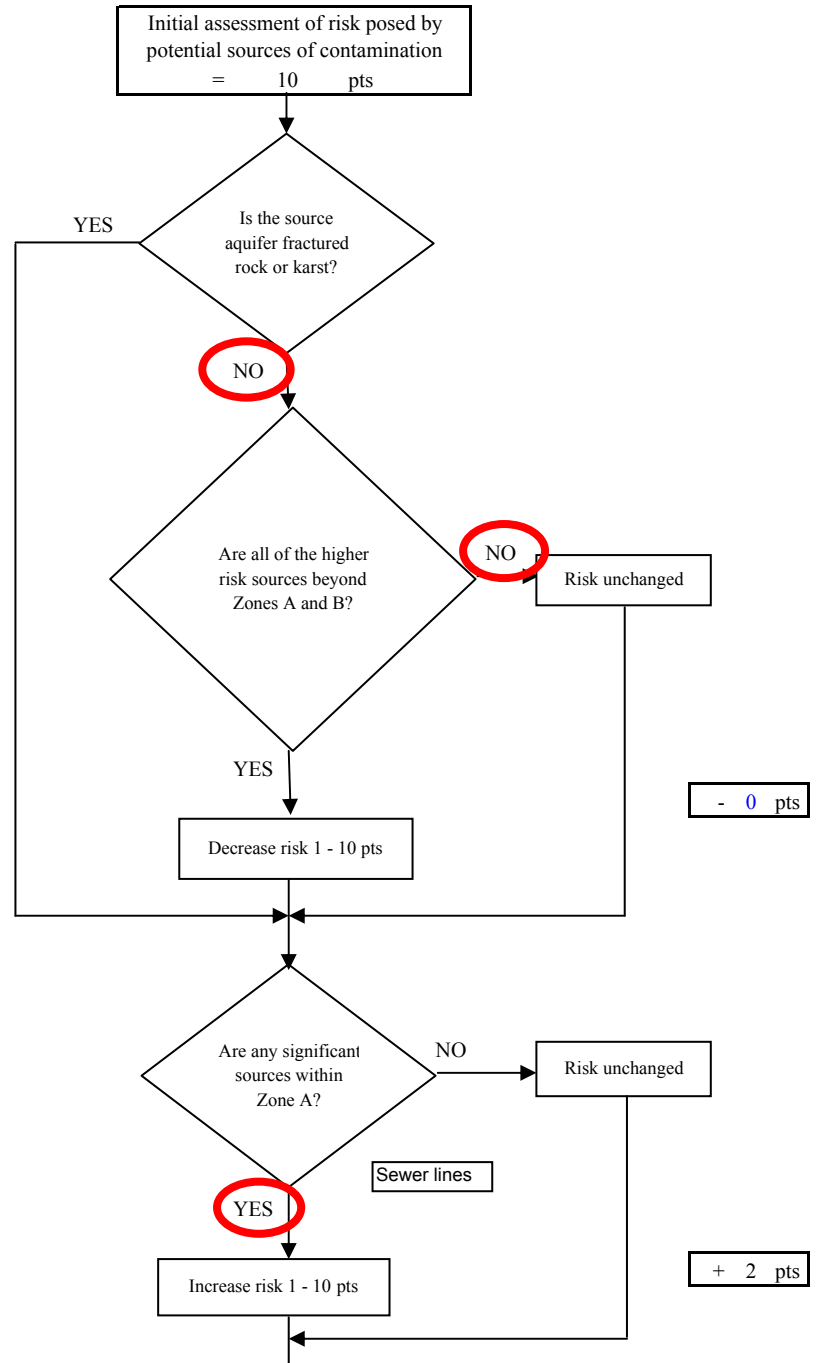 Initial assessment of risk posed by
potential sources of contamination
= 10 pts
YES
Is the source
aquifer fractured
rock or karst?
NO
Are all of the higher
risk sources beyond
Zones A and B?
NO
Risk unchanged
YES
- 0 pts
Decrease risk 1 - 10 pts
Are any significant
sources within
Zone A?
NO
Risk unchanged
Sewer lines
YES
+ 2 pts
Increase risk 1 - 10 pts